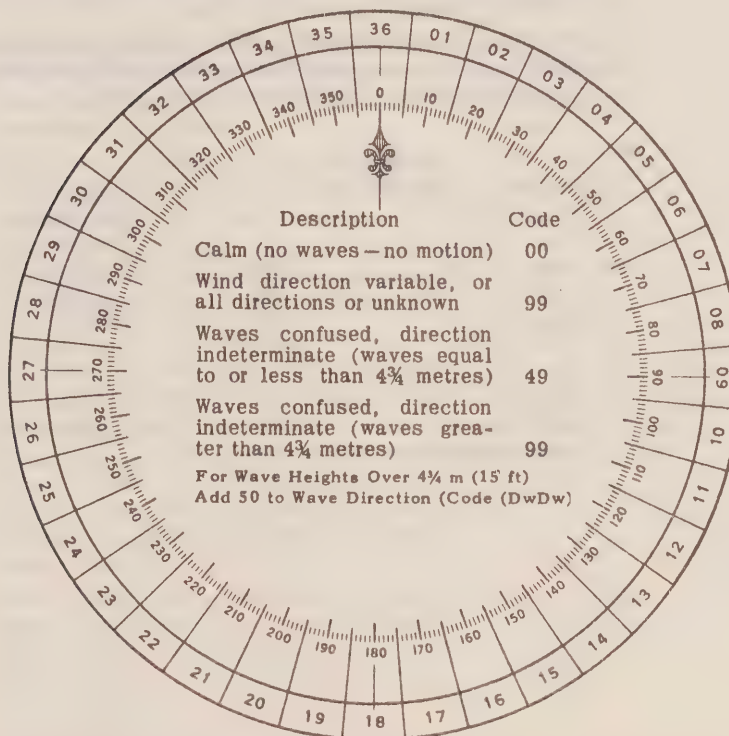 36 01 02 03 04 05 06 07 08 09 10 11 12 13 14 15 16 17 18 19 20 21 22 23 24 25 26 27 28 29 30 31 32 33 34 35
0 10 20 30 40 50 60 70 80 90 100 110 120 130 140 150 160 170 180 190 200 210 220 230 240 250 260 270 280 290 300 310 320 330 340 350
Description Code
Calm (no waves — no motion) 00
Wind direction variable, or
all directions or unknown 99
Waves confused, direction
indeterminate (waves equal
to or less than 4¾ metres) 49
Waves confused, direction
indeterminate (waves grea-
ter than 4¾ metres) 99
For Wave Heights Over 4¾ m (15 ft)
Add 50 to Wave Direction (Code (DwDw)